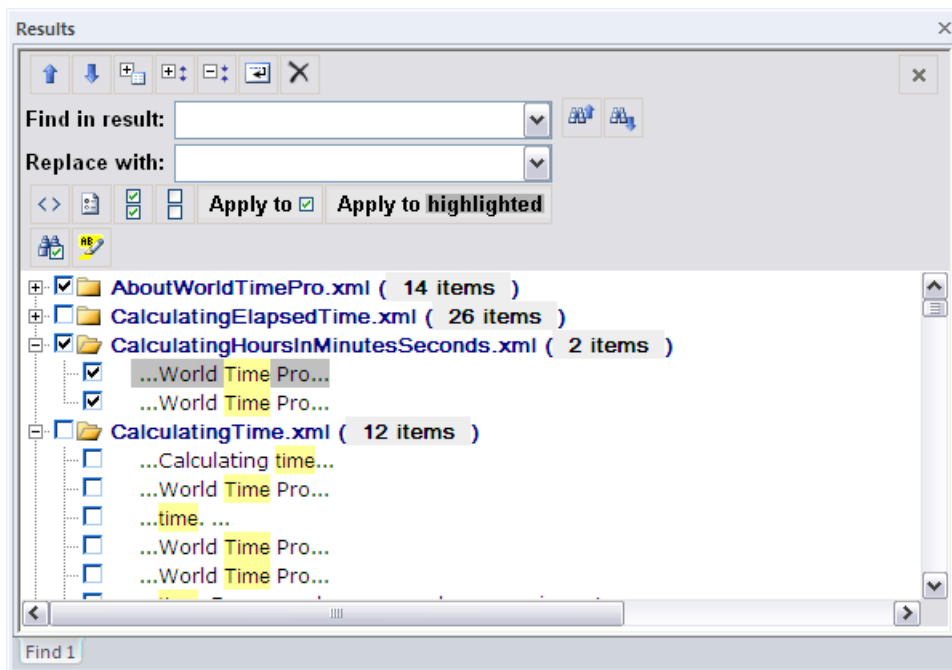 Results
Find in result:
Replace with:
Apply to Apply to highlighted
AB
AboutWorldTimePro.xml ( 14 items )
CalculatingElapsedTime.xml ( 26 items )
CalculatingHoursInMinutesSeconds.xml ( 2 items )
...World Time Pro...
...World Time Pro...
CalculatingTime.xml ( 12 items )
...Calculating time...
...World Time Pro...
...time. ...
...World Time Pro...
...World Time Pro...
Find 1